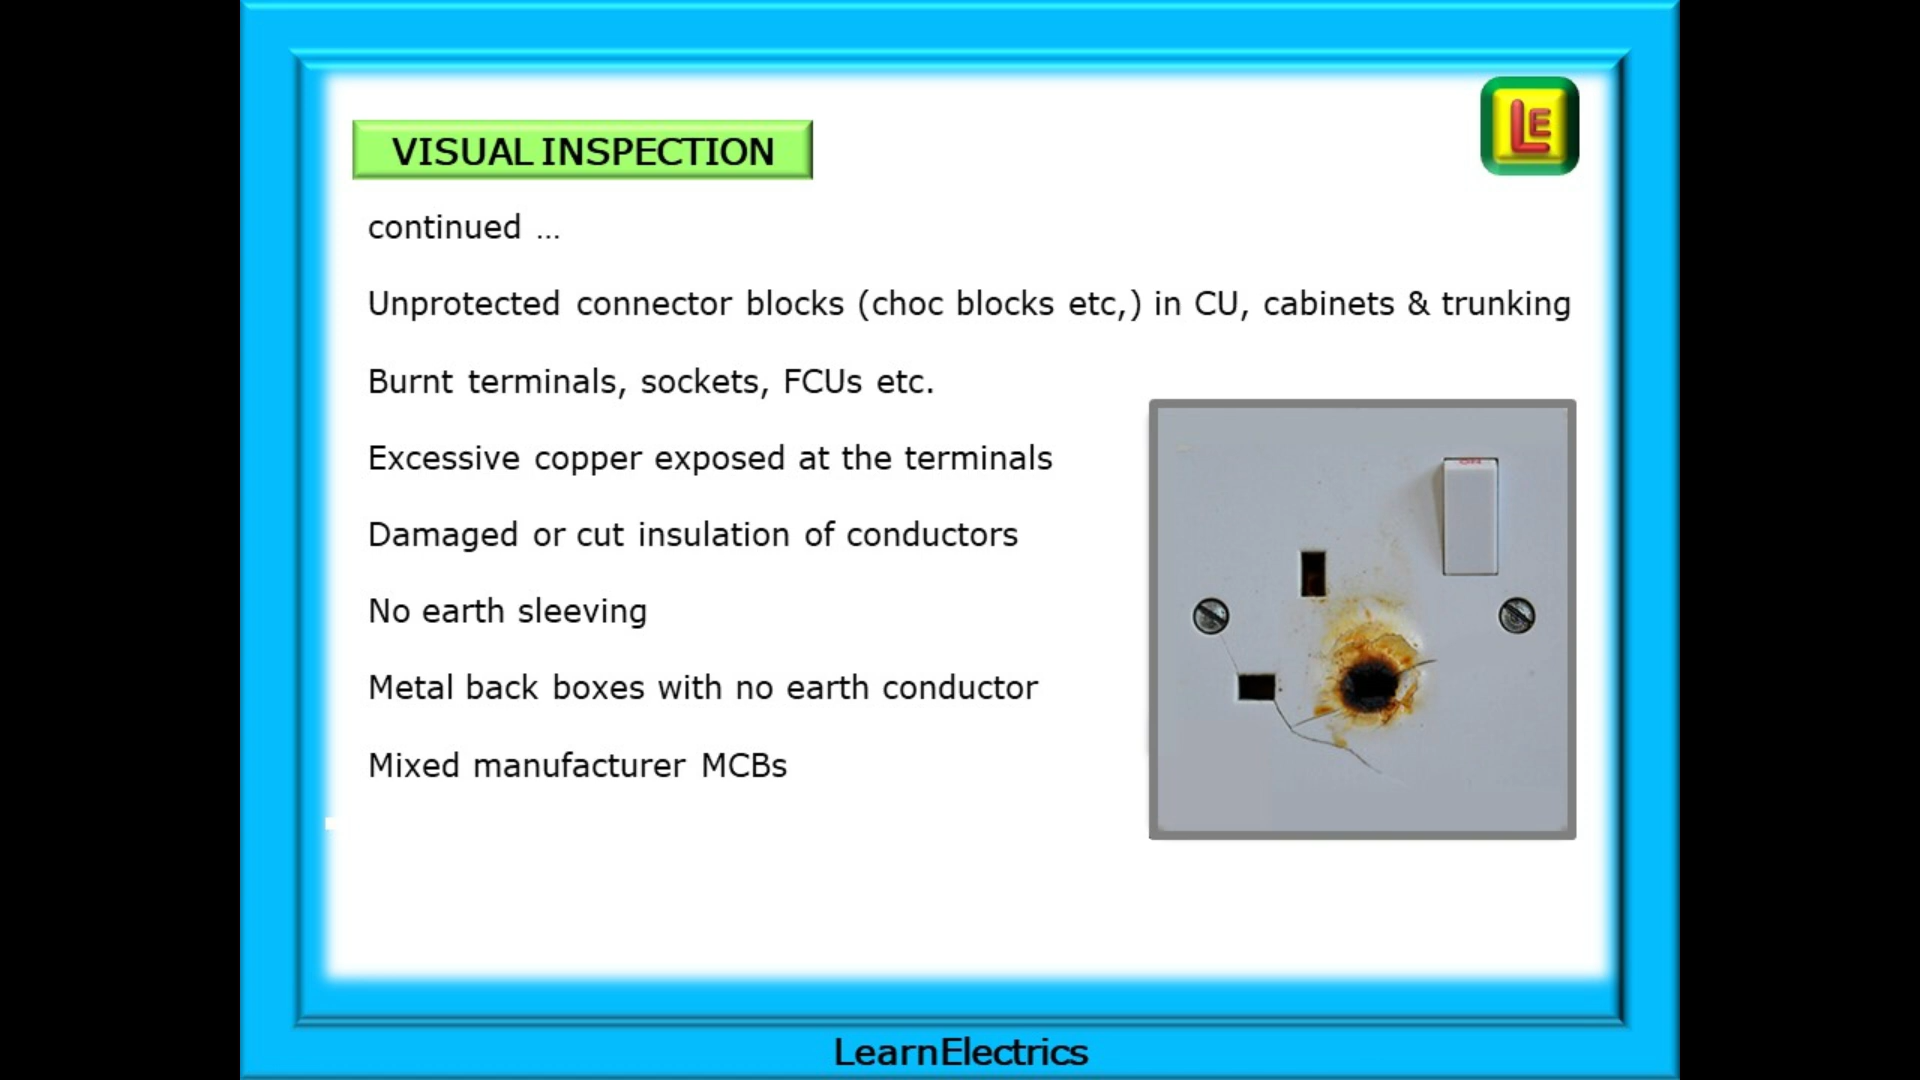 LE
VISUAL INSPECTION
continued ...
Unprotected connector blocks (choc blocks etc,) in CU, cabinets & trunking
Burnt terminals, sockets, FCUs etc.
Excessive copper exposed at the terminals
Damaged or cut insulation of conductors
ON
No earth sleeving
Metal back boxes with no earth conductor
Mixed manufacturer MCBs
LearnElectrics